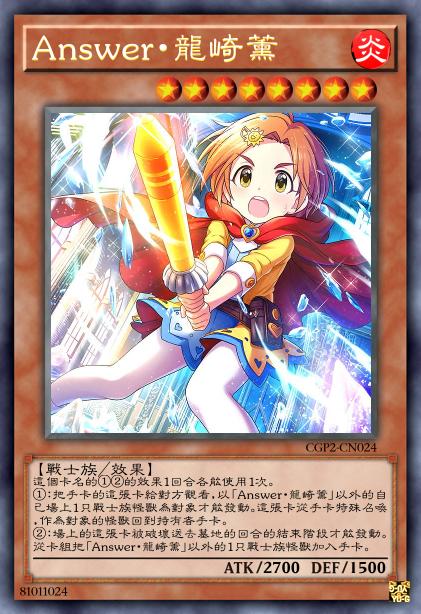 Answer・龍崎薰
炎
CGP2-CN024
【戰士族/效果】
這個卡名的①②的效果1回合各能使用1次。
①:把手卡的這張卡給對方觀看,以「Answer・龍崎薰」以外的自
己場上1只戰士族怪獸為對象才能發動。這張卡從手卡特殊召喚
,作為對象的怪獸回到持有者手卡。
②:場上的這張卡被破壞送去墓地的回合的結束階段才能發動。
從卡組把「Answer・龍崎薰」以外的1只戰士族怪獸加入手卡。
ATK/2700 DEF/1500
81011024